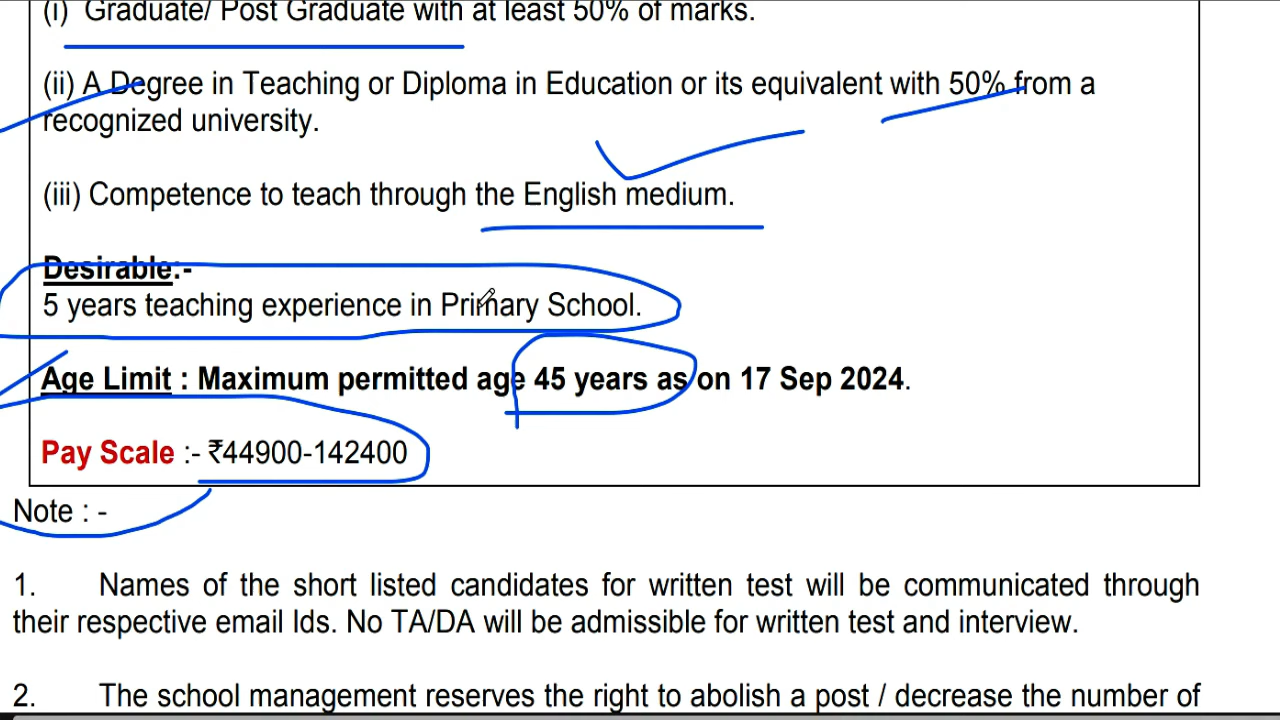 (i) Graduate/ Post Graduate with at least 50% of marks.
(ii) A Degree in Teaching or Diploma in Education or its equivalent with 50% from a
recognized university.
(iii) Competence to teach through the English medium.
Desirable:-
5 years teaching experience in Primary School.
Age Limit : Maximum permitted age 45 years as on 17 Sep 2024.
Pay Scale :- ₹44900-142400
Note : -
1. Names of the short listed candidates for written test will be communicated through
their respective email Ids. No TA/DA will be admissible for written test and interview.
2. The school management reserves the right to abolish a post / decrease the number of